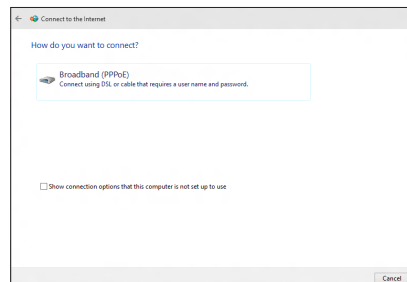 Connect to the Internet
How do you want to connect?
Broadband (PPPoE)
Connect using DSL or cable that requires a user name and password.
Show connection options that this computer is not set up to use
Cancel